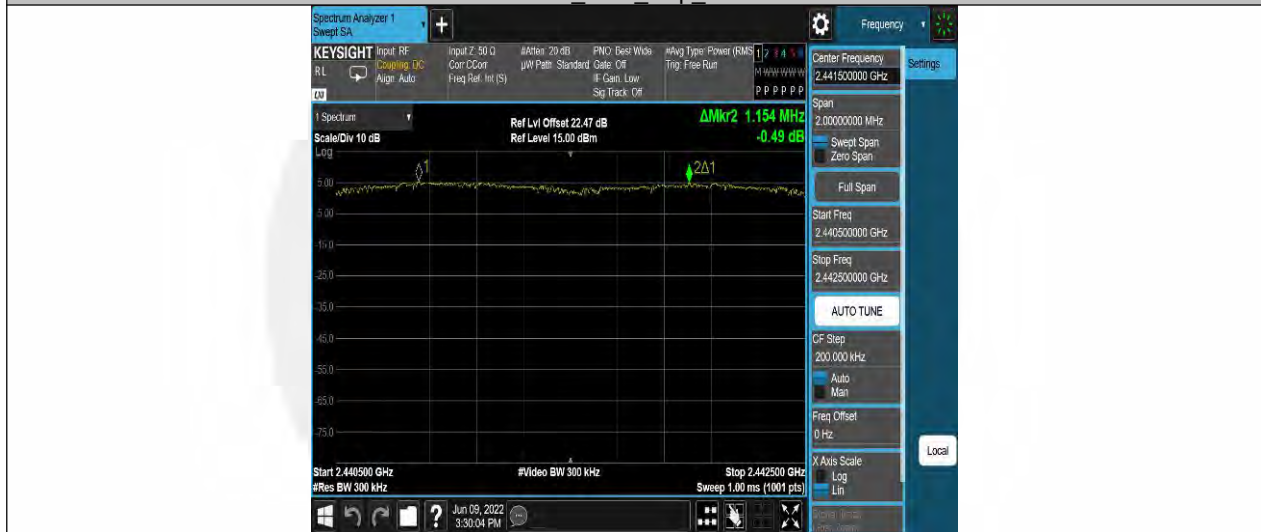 Spectrum Analyzer 1
Swept SA
+
Frequency
KEYSIGHT
RL
Input: RF
Coupling: DC
Align: Auto
Input Z: 50 Ω
Corr CCorr
Freq Ref: Int (S)
#Atten: 20 dB
µW Path: Standard
PNO: Best Wide
Gate: Off
IF Gain: Low
Sig Track: Off
#Avg Type: Power (RMS
Trig: Free Run
1 2 3 4 5 6
M W W W W W
P P P P P P
1 Spectrum
Scale/Div 10 dB
Log
Ref Lvl Offset 22.47 dB
Ref Level 15.00 dBm
ΔMkr2 1.154 MHz
-0.49 dB
1
2Δ1
5.00
-5.00
-15.0
-25.0
-35.0
-45.0
-55.0
-65.0
-75.0
Start 2.440500 GHz
#Res BW 300 kHz
#Video BW 300 kHz
Stop 2.442500 GHz
Sweep 1.00 ms (1001 pts)
Center Frequency
2.441500000 GHz
Settings
Span
2.00000000 MHz
Swept Span
Zero Span
Full Span
Start Freq
2.440500000 GHz
Stop Freq
2.442500000 GHz
AUTO TUNE
CF Step
200.000 kHz
Auto
Man
Freq Offset
0 Hz
X Axis Scale
Log
Lin
Local
?
Jun 09, 2022
3:30:04 PM